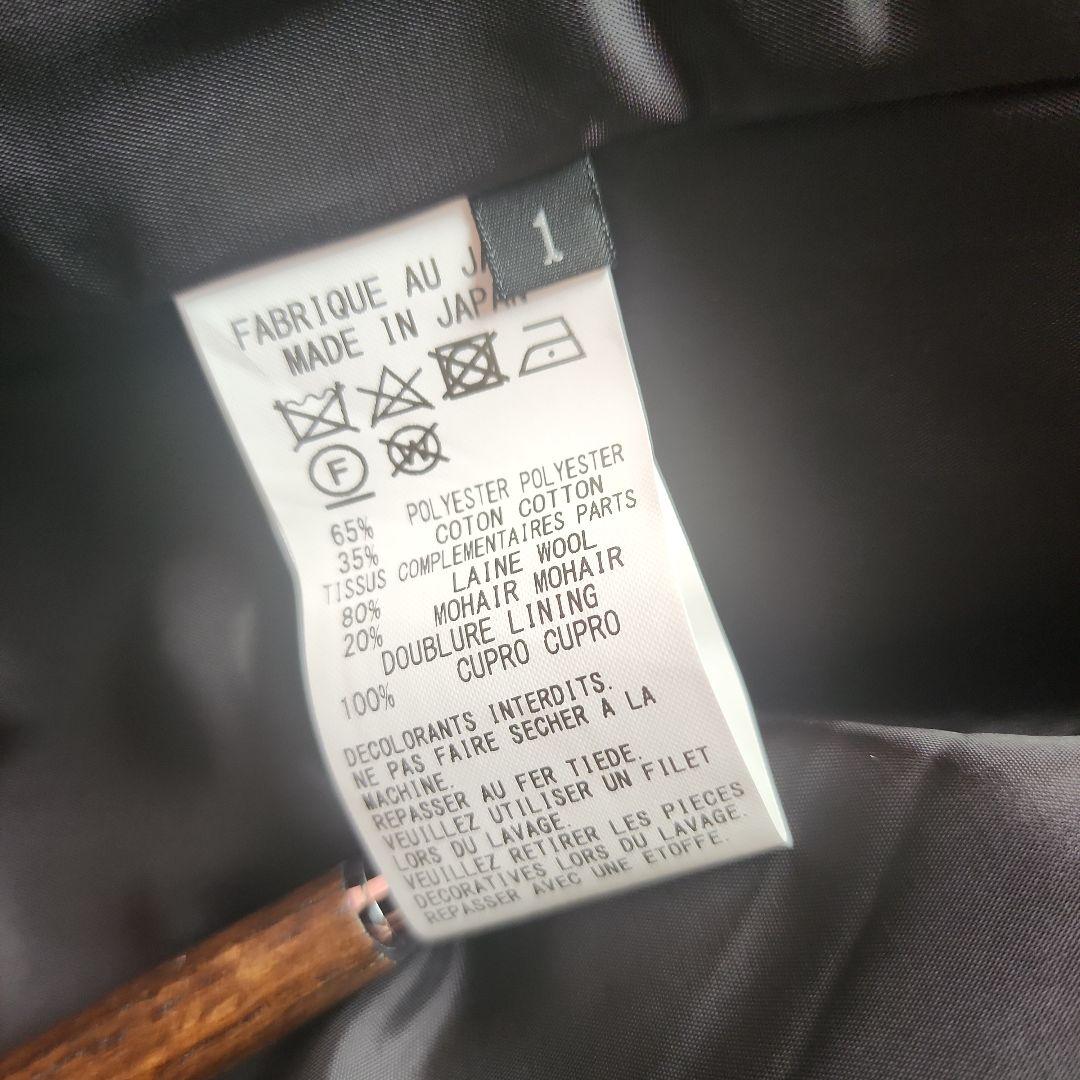 1
FABRIQUE AU
MADE IN JAPAN
F
W
65% POLYESTER POLYESTER
35% COTON COTTON
TISSUS COMPLEMENTAIRES PARTS
80% LAINE WOOL
20% MOHAIR MOHAIR
DOUBLURE LINING
100% CUPRO CUPRO
DECOLORANTS INTERDITS.
NE PAS FAIRE SECHER À LA
MACHINE.
REPASSER AU FER TIEDE.
VEUILLEZ UTILISER UN FILET
LORS DU LAVAGE.
VEUILLEZ RETIRER LES PIECES
DECORATIVES LORS DU LAVAGE.
REPASSER AVEC UNE ETOFFE.